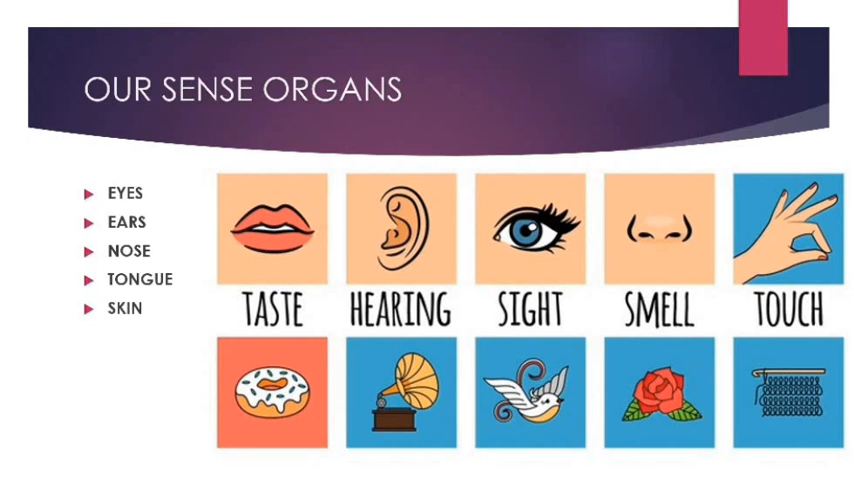 OUR SENSE ORGANS
EYES
EARS
NOSE
TONGUE
SKIN
TASTE HEARING SIGHT SMELL TOUCH